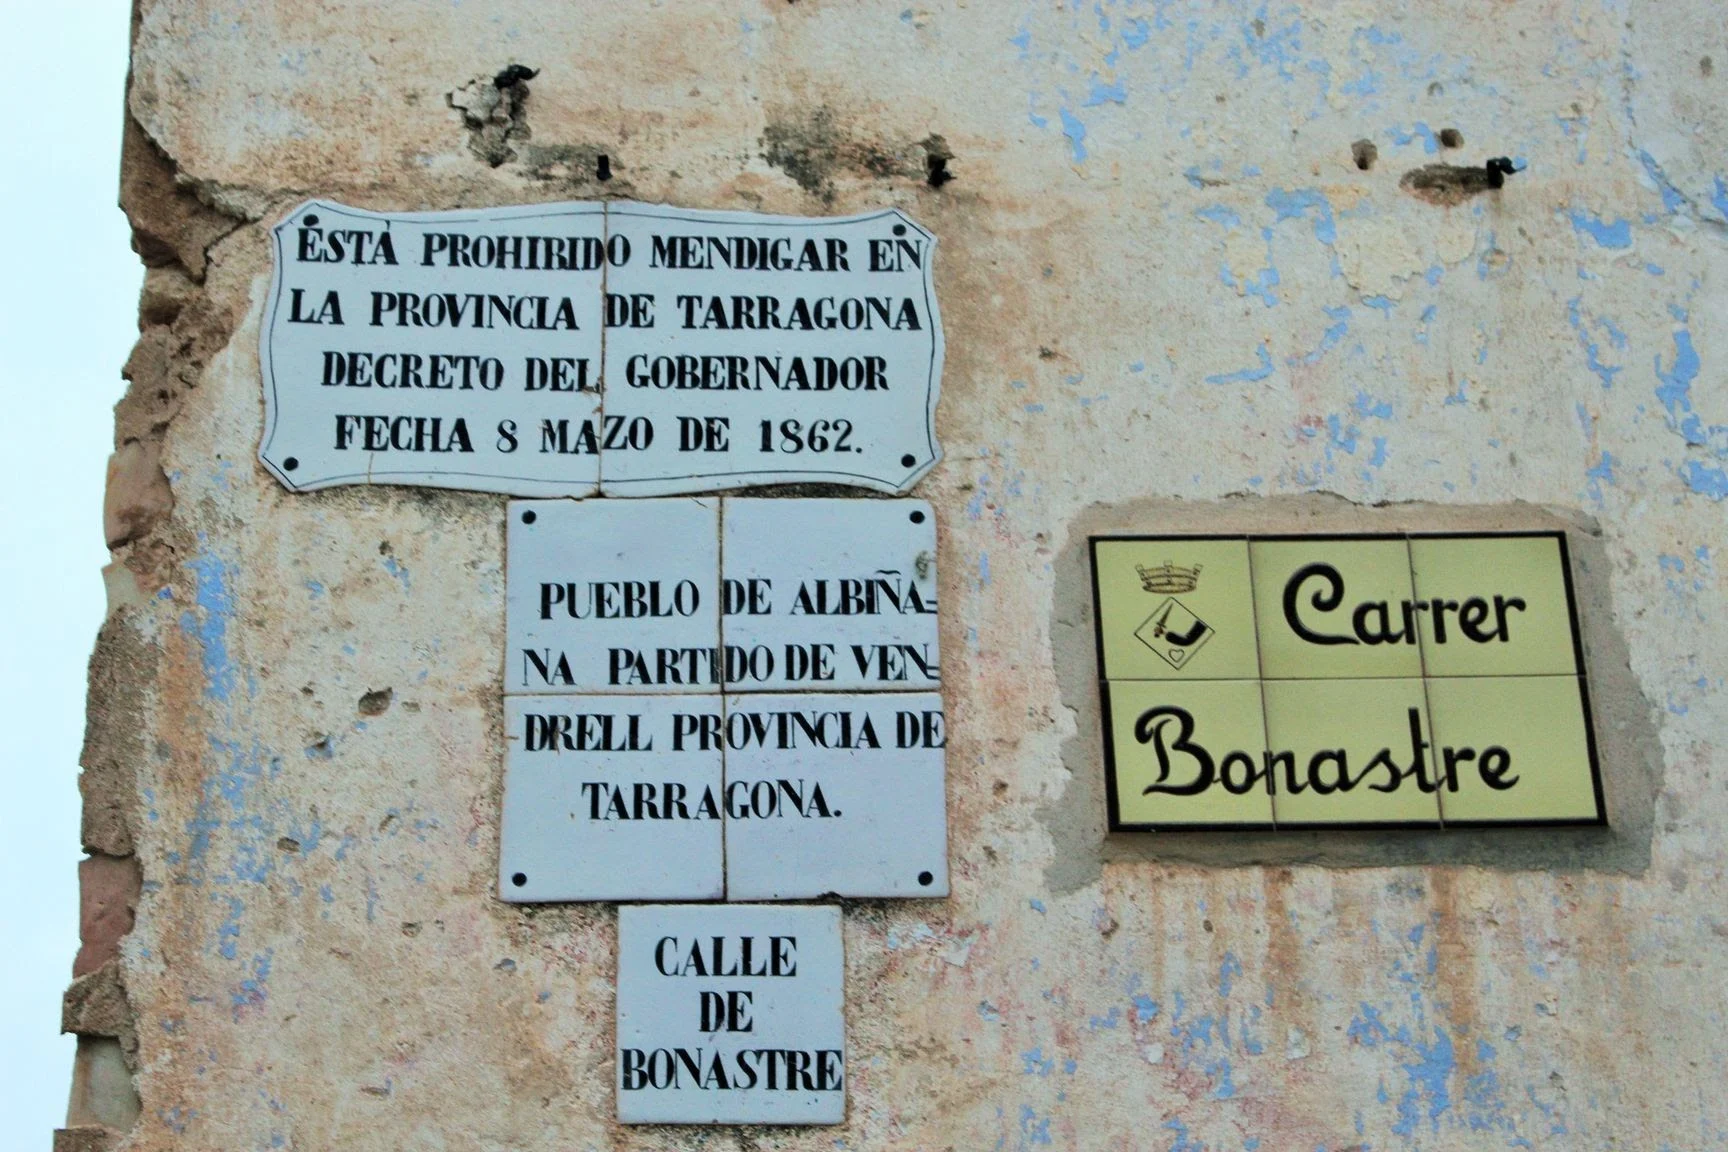 ESTÁ PROHIBIDO MENDIGAR EN
LA PROVINCIA DE TARRAGONA
DECRETO DEL GOBERNADOR
FECHA 8 MAZO DE 1862.
PUEBLO DE ALBIÑA-
NA PARTIDO DE VEN-
DRELL PROVINCIA DE
TARRAGONA.
CALLE
DE
BONASTRE
Carrer
Bonastre